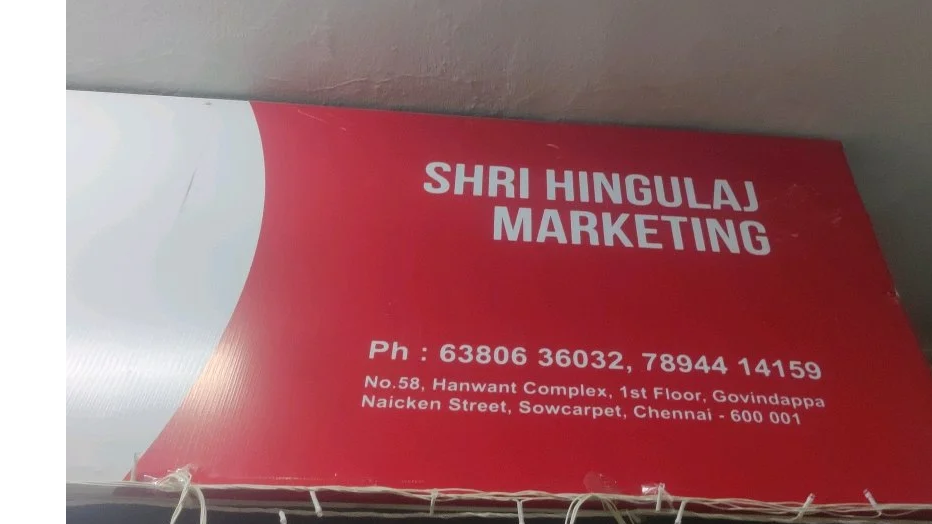 SHRI HINGULAJ
MARKETING
Ph : 63806 36032, 78944 14159
No.58, Hanwant Complex, 1st Floor, Govindappa
Naicken Street, Sowcarpet, Chennai - 600 001